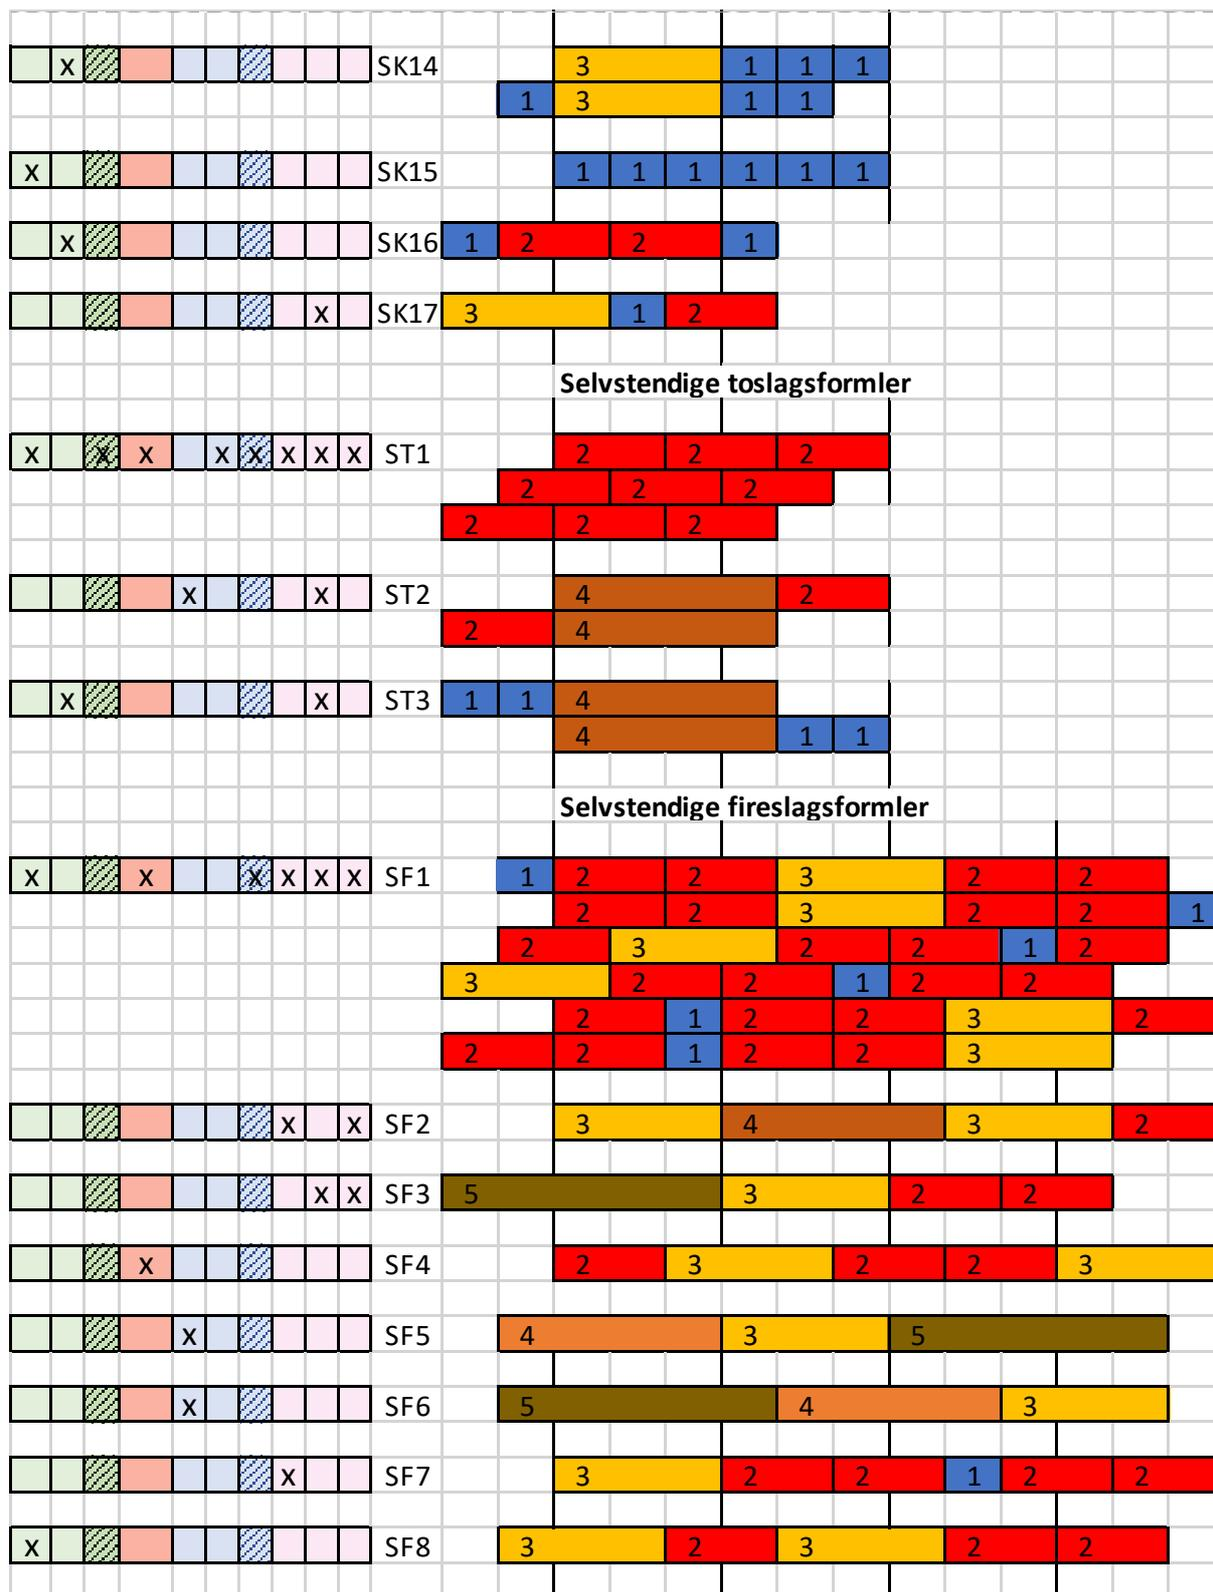 x SK14 3 1 1 1
1 3 1 1
x SK15 1 1 1 1 1 1
x SK16 1 2 2 1
x SK17 3 1 2
Selvstendige toslagsformler
x x x x x x x x ST1 2 2 2
2 2 2
2 2 2
x x ST2 4 2
2 4
x x ST3 1 1 4
4 1 1
Selvstendige fireslagsformler
x x x x x x SF1 1 2 2 3 2 2
2 2 3 2 2 1
2 3 2 2 1 2
3 2 2 1 2 2
2 1 2 2 3 2
2 2 1 2 2 3
x x SF2 3 4 3 2
x x SF3 5 3 2 2
x SF4 2 3 2 2 3
x SF5 4 3 5
x SF6 5 4 3
x SF7 3 2 2 1 2 2
x SF8 3 2 3 2 2